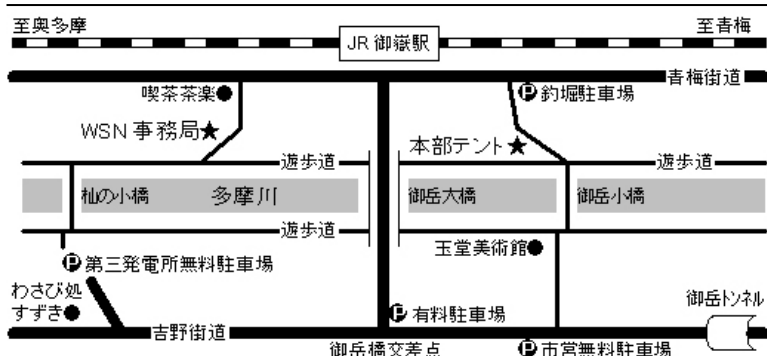 至奥多摩
至青梅
JR 御嶽駅
青梅街道
喫茶茶楽●
Ⓟ釣堀駐車場
WSN 事務局★
本部テント★
遊歩道
遊歩道
杣の小橋
多摩川
御岳大橋
御岳小橋
遊歩道
玉堂美術館●
Ⓟ第三発電所無料駐車場
わさび処
すずき●
御岳トンネル
Ⓟ有料駐車場
吉野街道
御岳橋交差点
Ⓟ市営無料駐車場